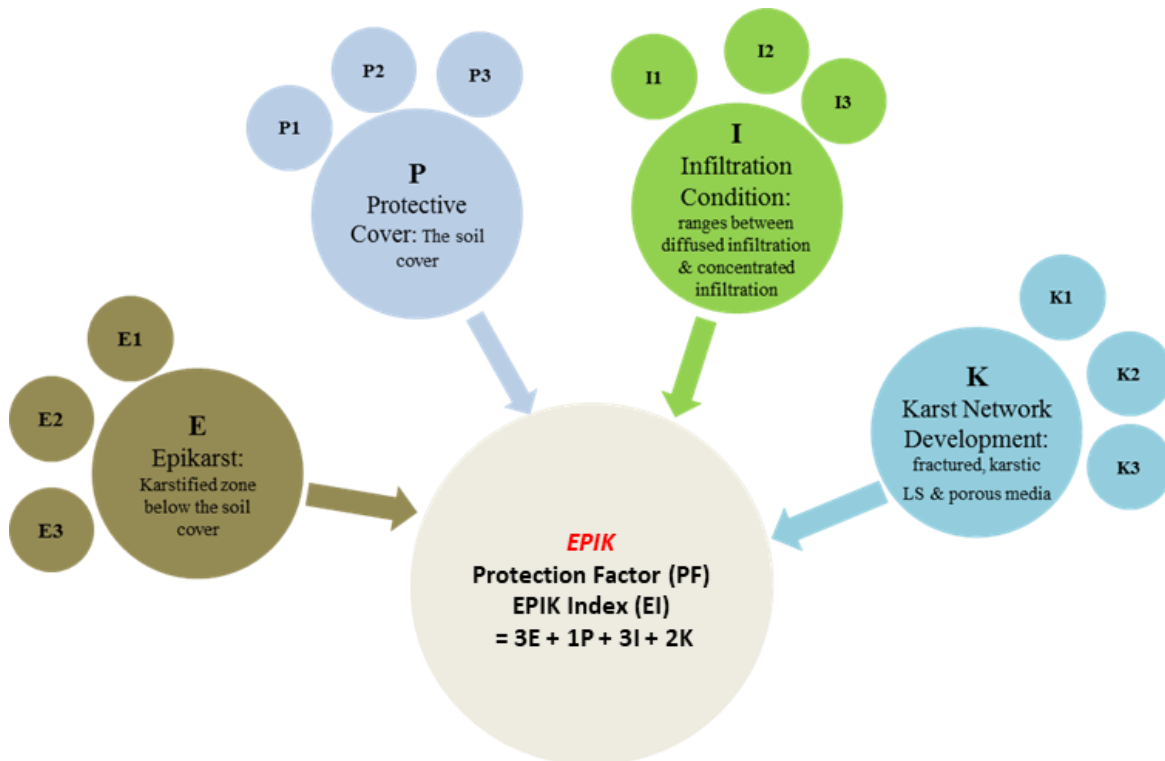 P1
P2
P3
P
Protective
Cover: The soil
cover
I1
I2
I3
I
Infiltration
Condition:
ranges between
diffused infiltration
& concentrated
infiltration
E1
E2
E3
E
Epikarst:
Karstified zone
below the soil
cover
K1
K2
K3
K
Karst Network
Development:
fractured, karstic
LS & porous media
EPIK
Protection Factor (PF)
EPIK Index (EI)
= 3E + 1P + 3I + 2K